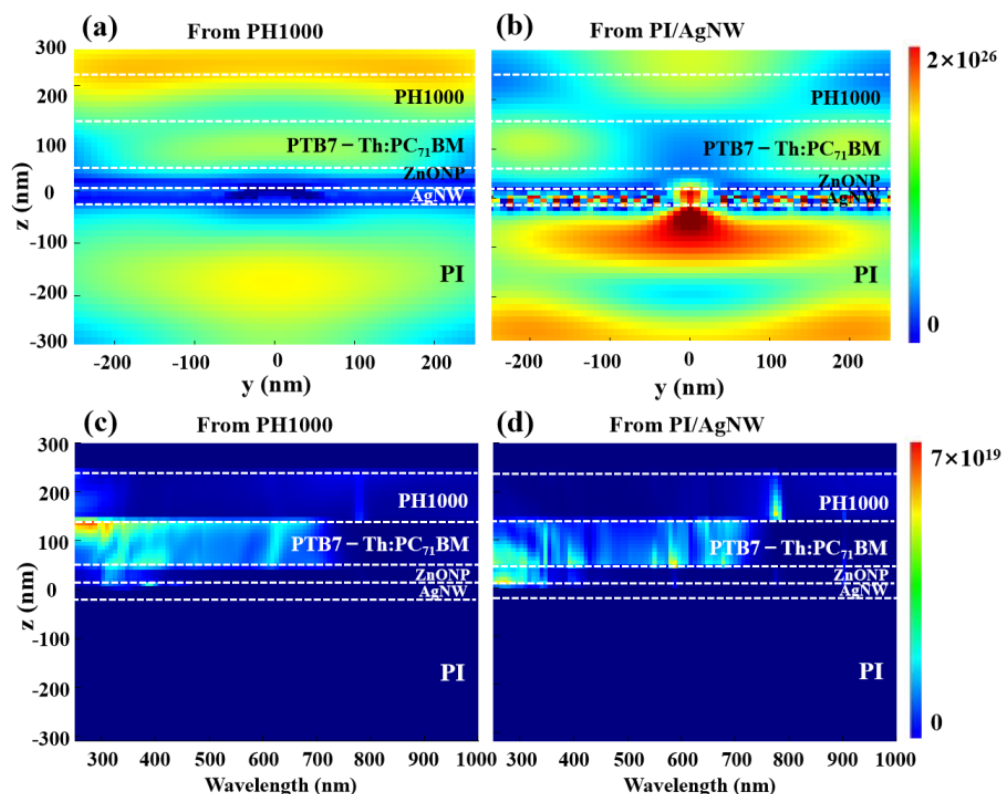 (a) From PH1000
(b) From PI/AgNW
300
200
100
0
-100
-200
-300
z (nm)
PH1000
PTB7−Th:PC₇₁BM
ZnONP
AgNW
PI
-200 -100 0 100 200
y (nm)
PH1000
PTB7−Th:PC₇₁BM
ZnONP
AgNW
PI
-200 -100 0 100 200
y (nm)
2×10²⁶
0
(c) From PH1000
(d) From PI/AgNW
300
200
100
0
-100
-200
-300
z (nm)
PH1000
PTB7−Th:PC₇₁BM
ZnONP
AgNW
PI
300 400 500 600 700 800 900 1000
Wavelength (nm)
PH1000
PTB7−Th:PC₇₁BM
ZnONP
AgNW
PI
300 400 500 600 700 800 900 1000
Wavelength (nm)
7×10¹⁹
0